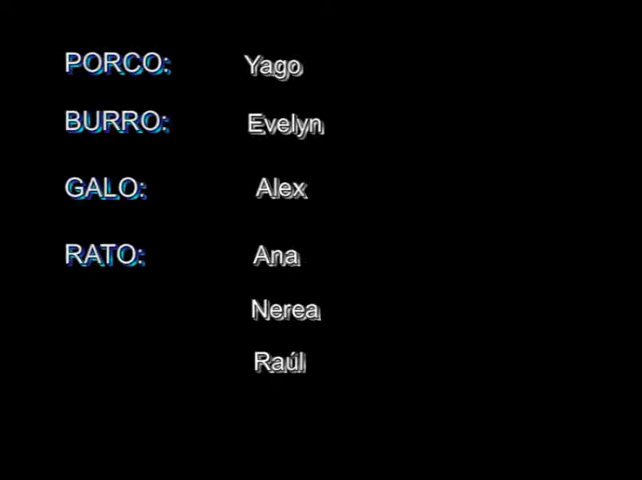 PORCO: Yago
BURRO: Evelyn
GALO: Alex
RATO: Ana
Nerea
Raúl